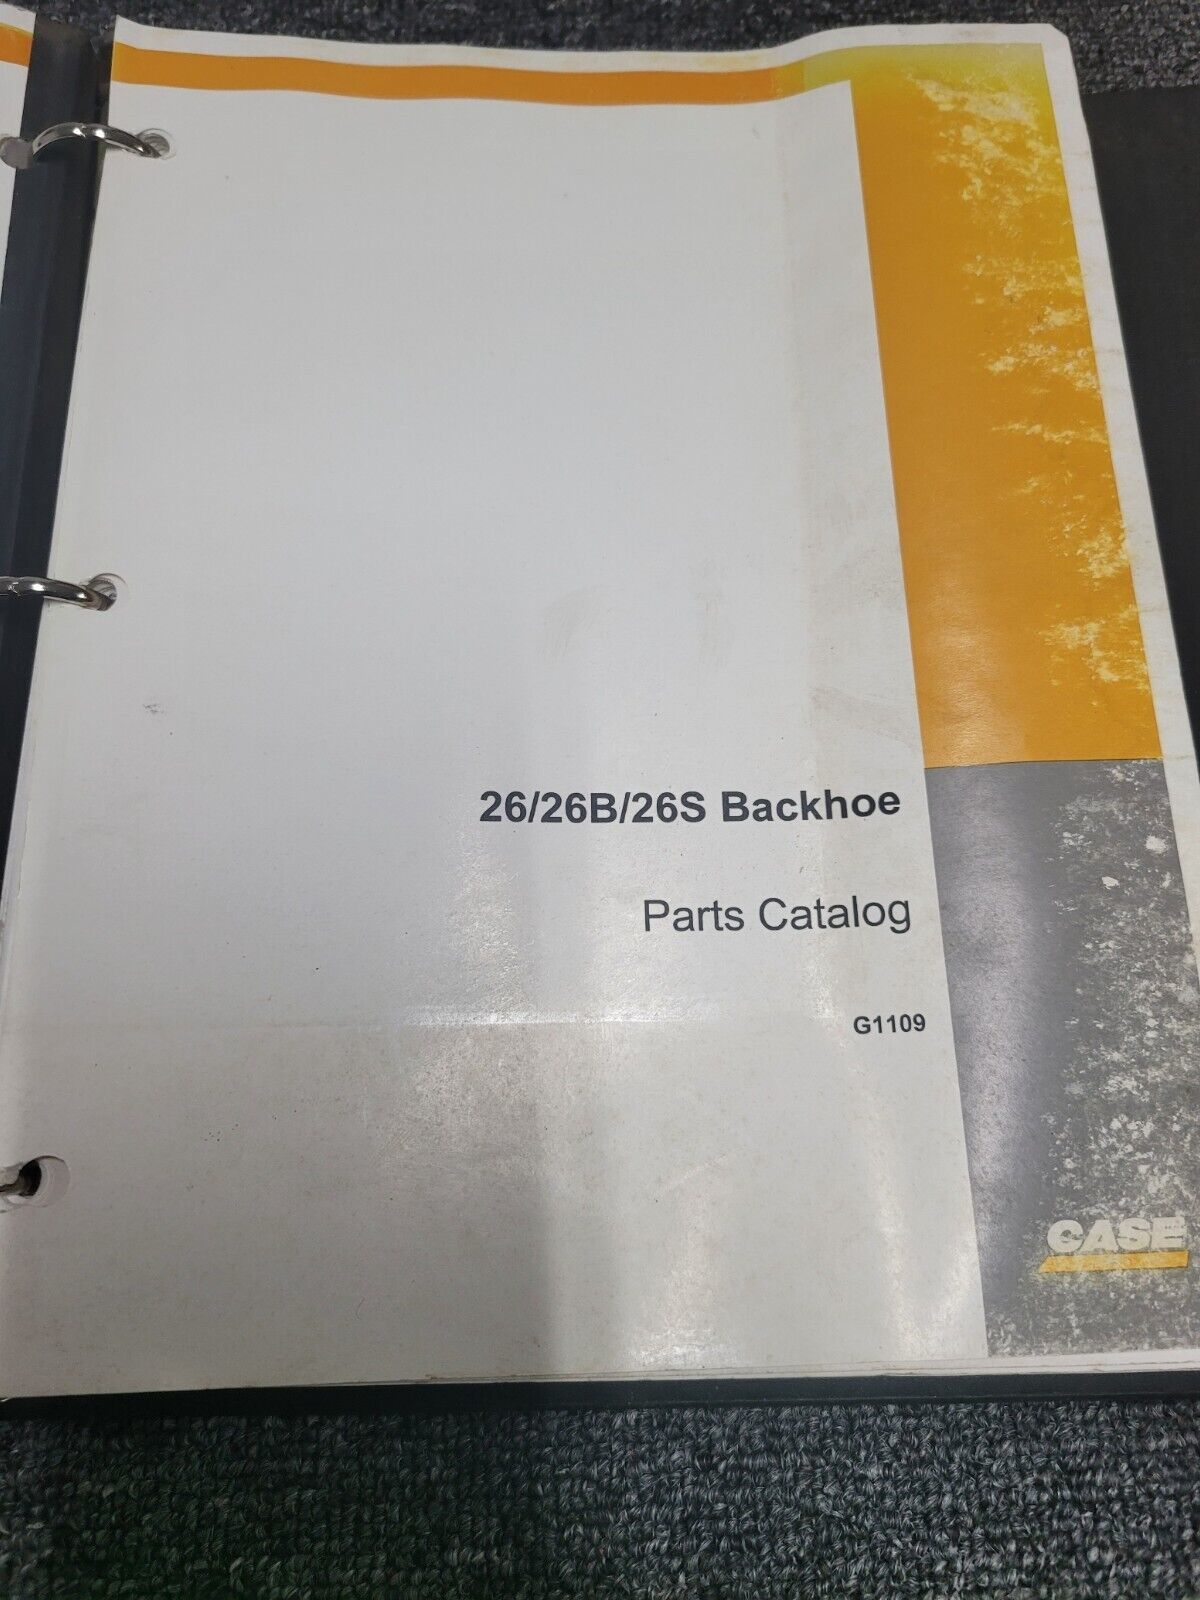 26/26B/26S Backhoe
Parts Catalog
G1109
CASE